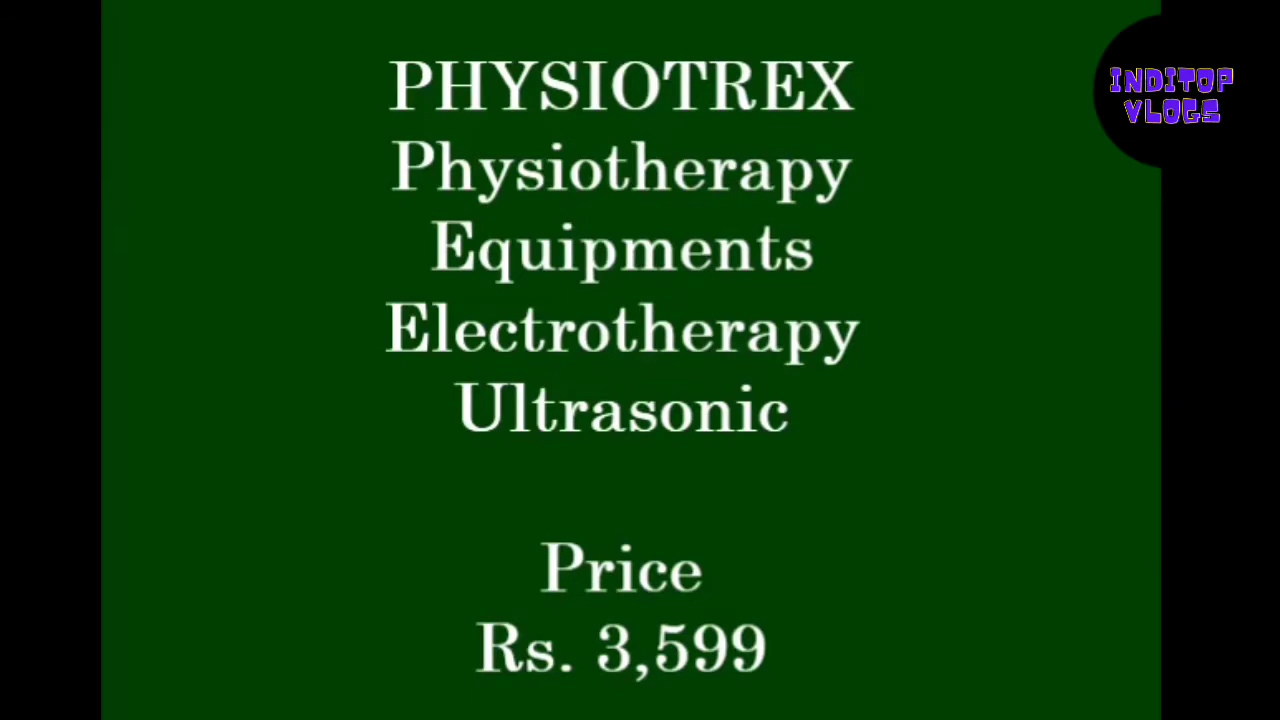 PHYSIOTREX
Physiotherapy
Equipments
Electrotherapy
Ultrasonic
Price
Rs. 3,599
INDITOP
VLOGS